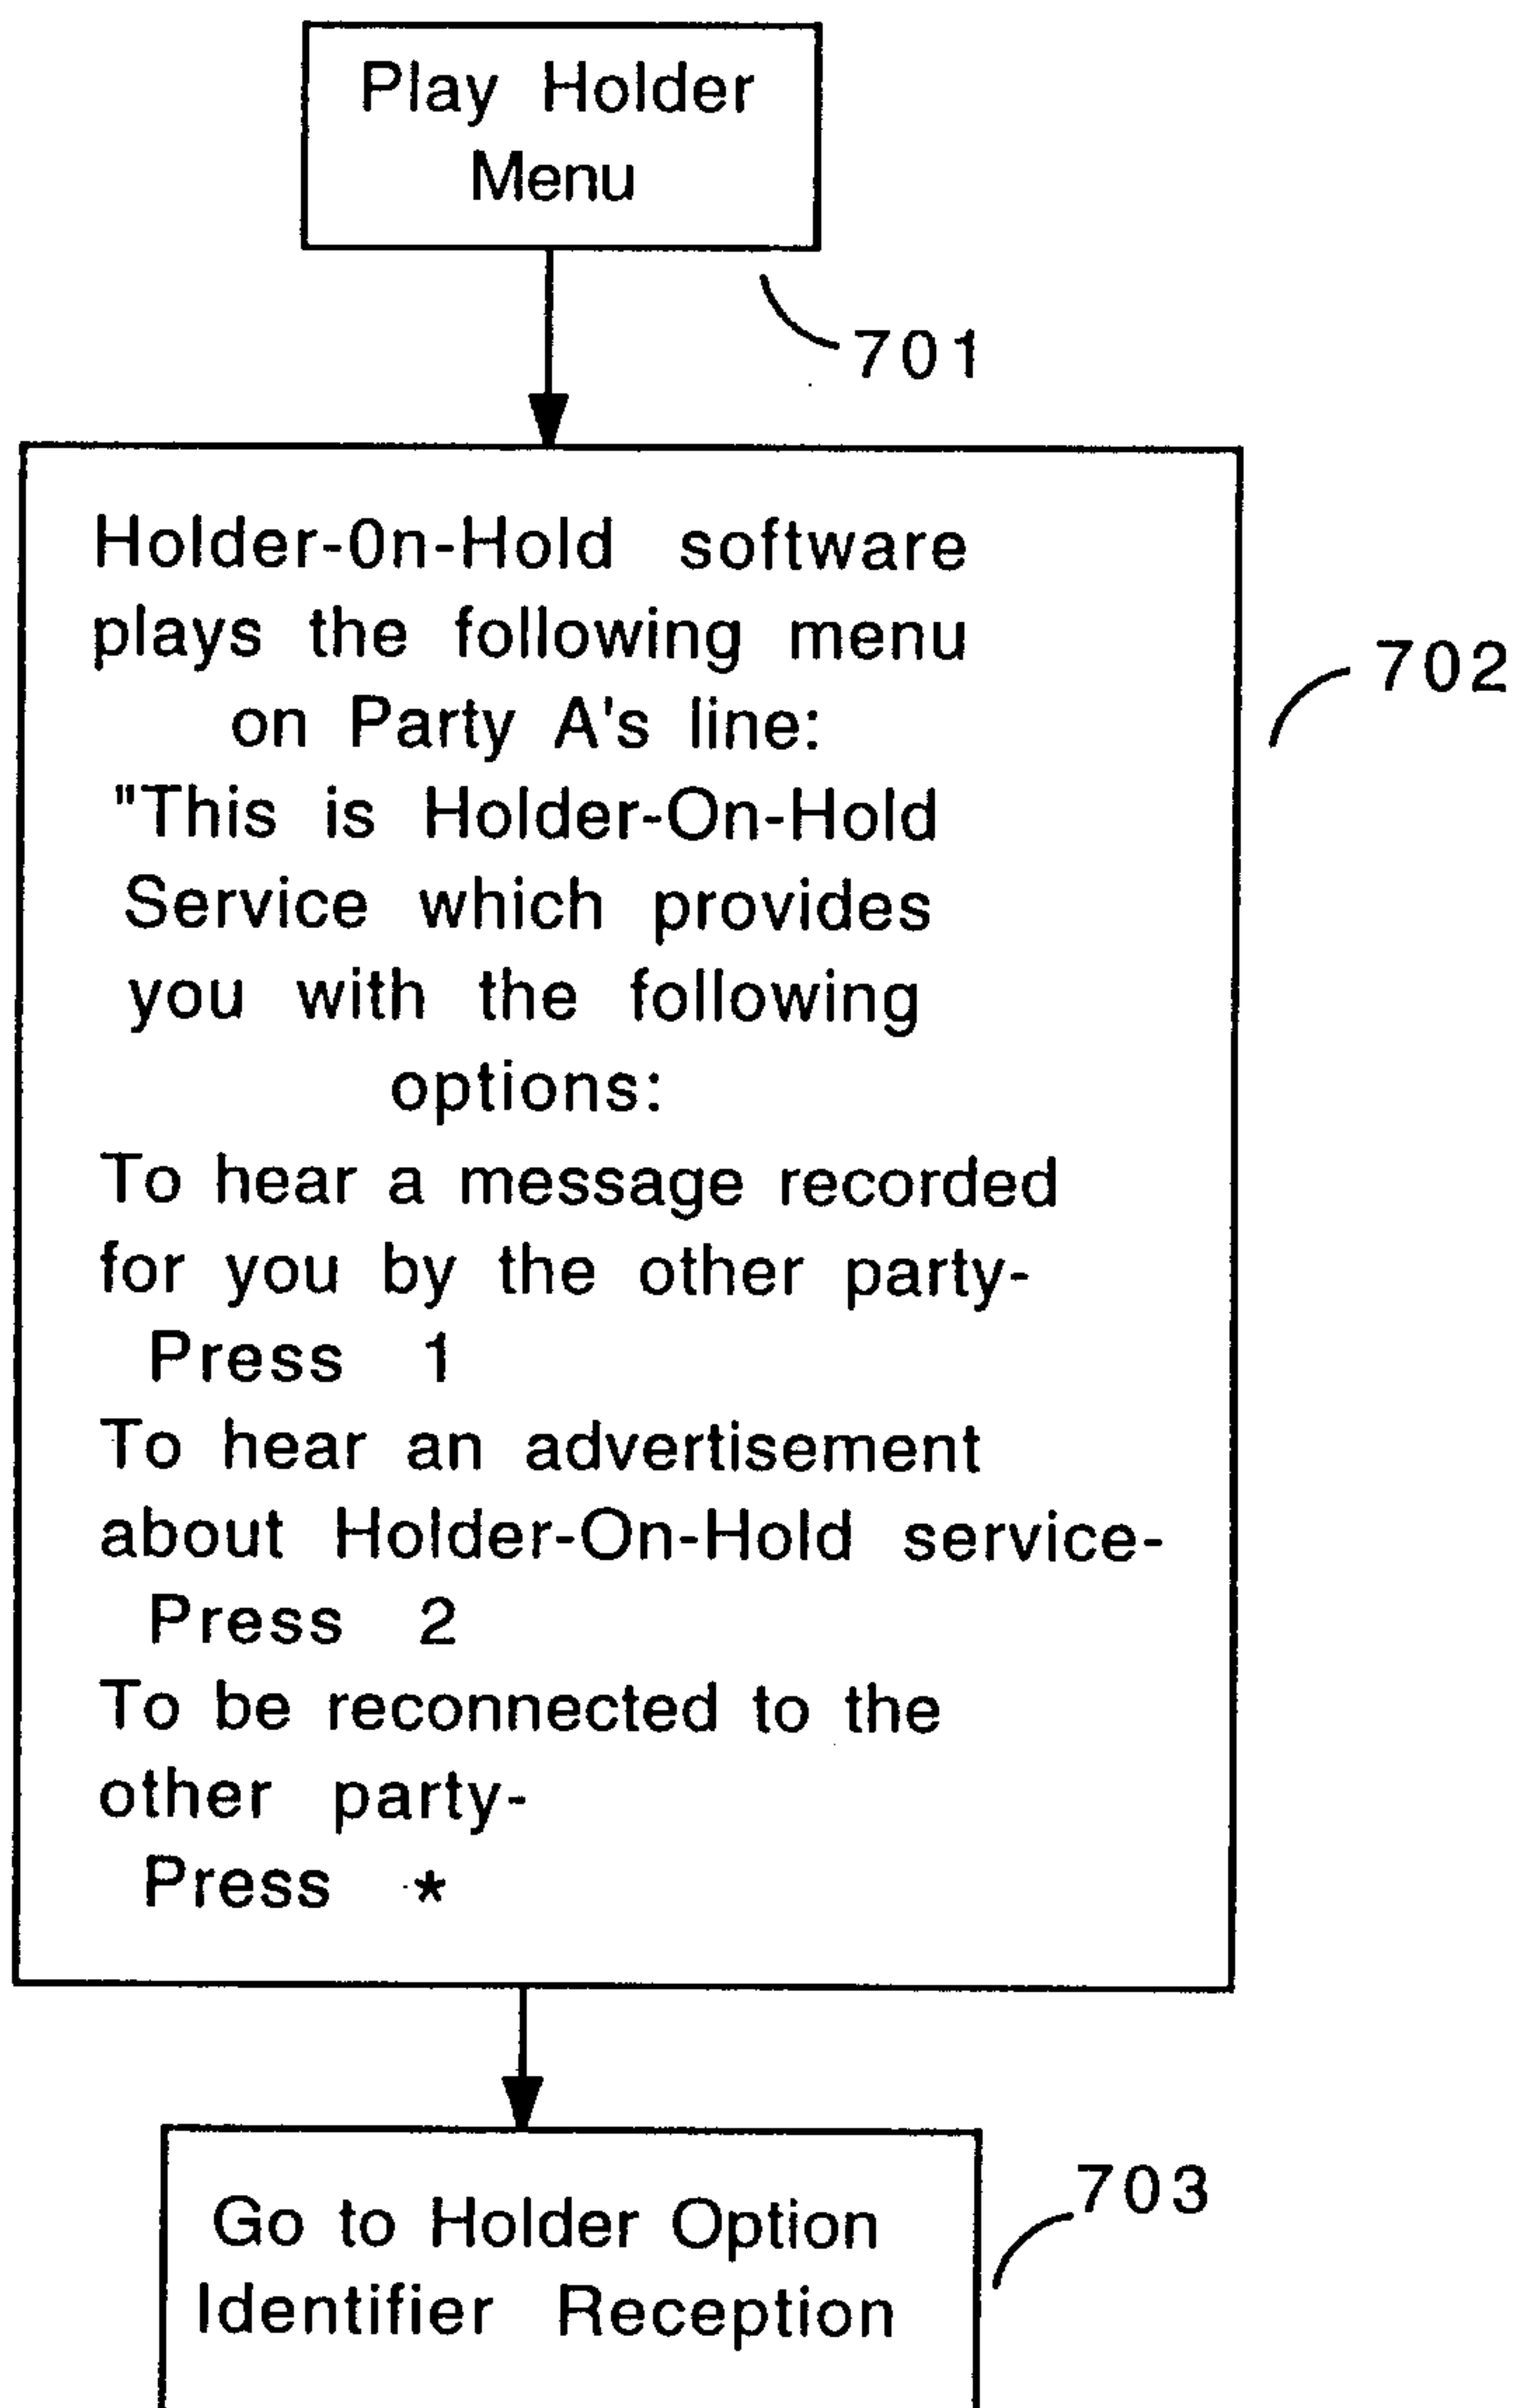 Play Holder
Menu
701
Holder-0n-Hold software
plays the following menu
on Party A's line:
"This is Holder-On-Hold
Service which provides
you with the following
options:
To hear a message recorded
for you by the other party-
Press 1
To hear an advertisement
about Holder-On-Hold service-
Press 2
To be reconnected to the
other party-
Press *
702
Go to Holder Option
Identifier Reception
703